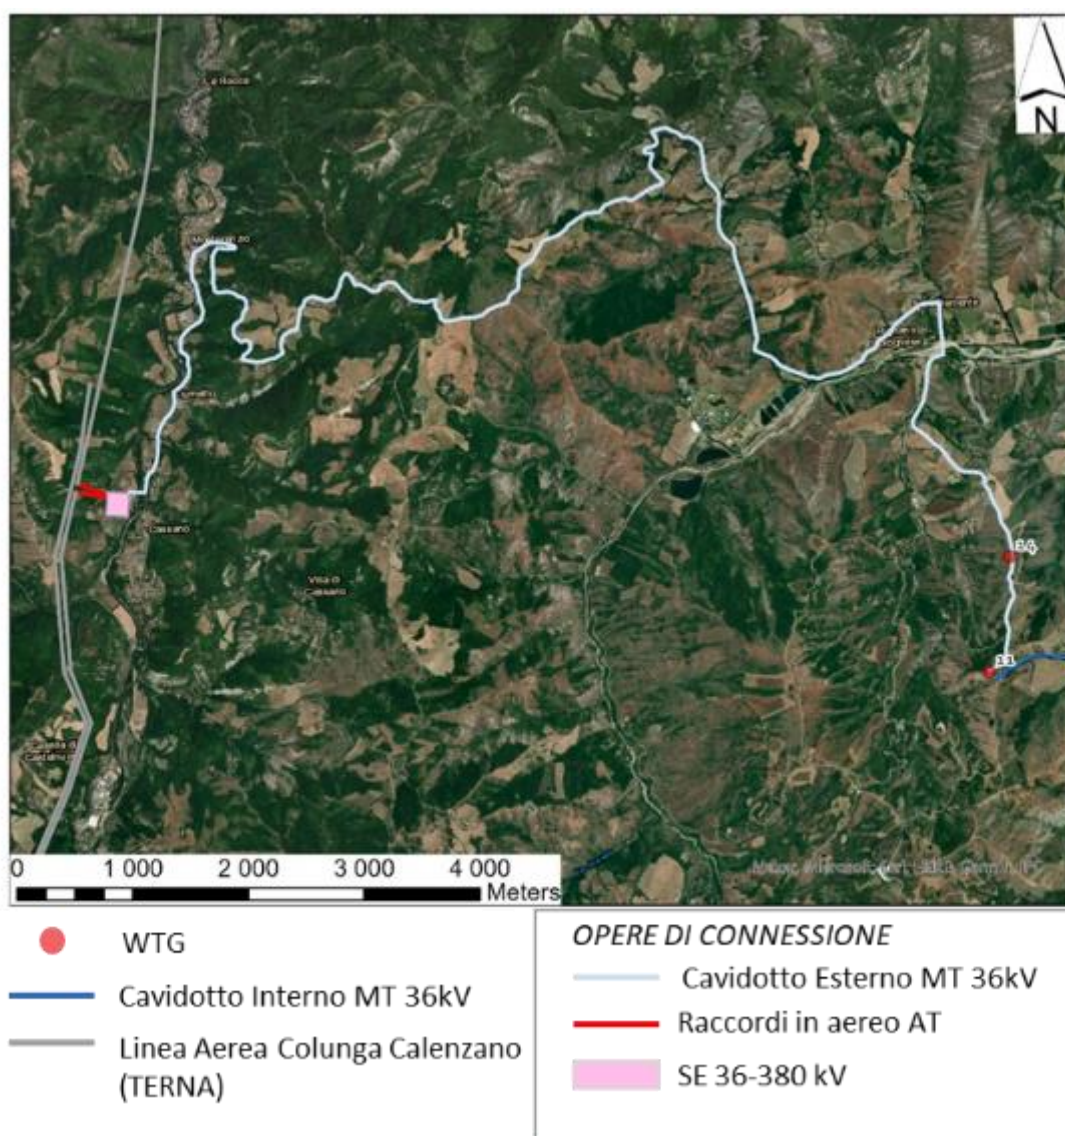 N
La Rocca
Cassano
Villa di
Cassano
14
11
0 1 000 2 000 3 000 4 000
Meters
WTG
Cavidotto Interno MT 36kV
Linea Aerea Colunga Calenzano
(TERNA)
OPERE DI CONNESSIONE
Cavidotto Esterno MT 36kV
Raccordi in aereo AT
SE 36-380 kV